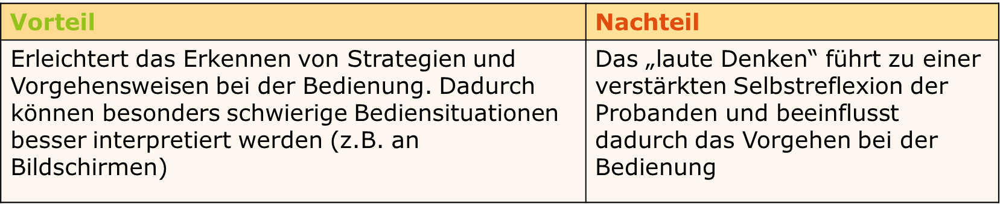 Vorteil
Erleichtert das Erkennen von Strategien und
Vorgehensweisen bei der Bedienung. Dadurch
können besonders schwierige Bediensituationen
besser interpretiert werden (z.B. an
Bildschirmen)
Nachteil
Das „laute Denken“ führt zu einer
verstärkten Selbstreflexion der
Probanden und beeinflusst
dadurch das Vorgehen bei der
Bedienung